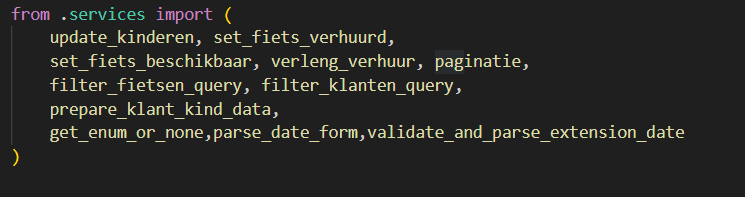 from .services import (
    update_kinderen, set_fiets_verhuurd,
    set_fiets_beschikbaar, verleng_verhuur, paginatie,
    filter_fietsen_query, filter_klanten_query,
    prepare_klant_kind_data,
    get_enum_or_none,parse_date_form,validate_and_parse_extension_date
)